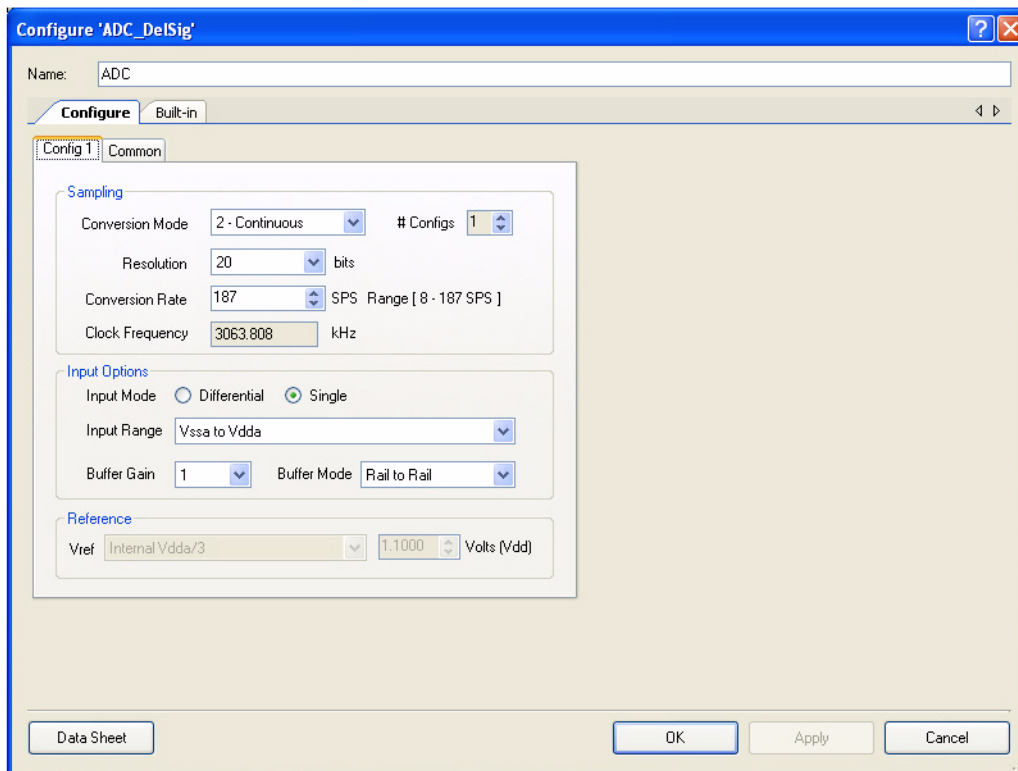 Configure 'ADC_DelSig'
Name: ADC
Configure Built-in
Config 1 Common
Sampling
Conversion Mode 2 - Continuous # Configs 1
Resolution 20 bits
Conversion Rate 187 SPS Range [ 8 - 187 SPS ]
Clock Frequency 3063.808 kHz
Input Options
Input Mode Differential Single
Input Range Vssa to Vdda
Buffer Gain 1 Buffer Mode Rail to Rail
Reference
Vref Internal Vdda/3 1.1000 Volts (Vdd)
Data Sheet OK Apply Cancel